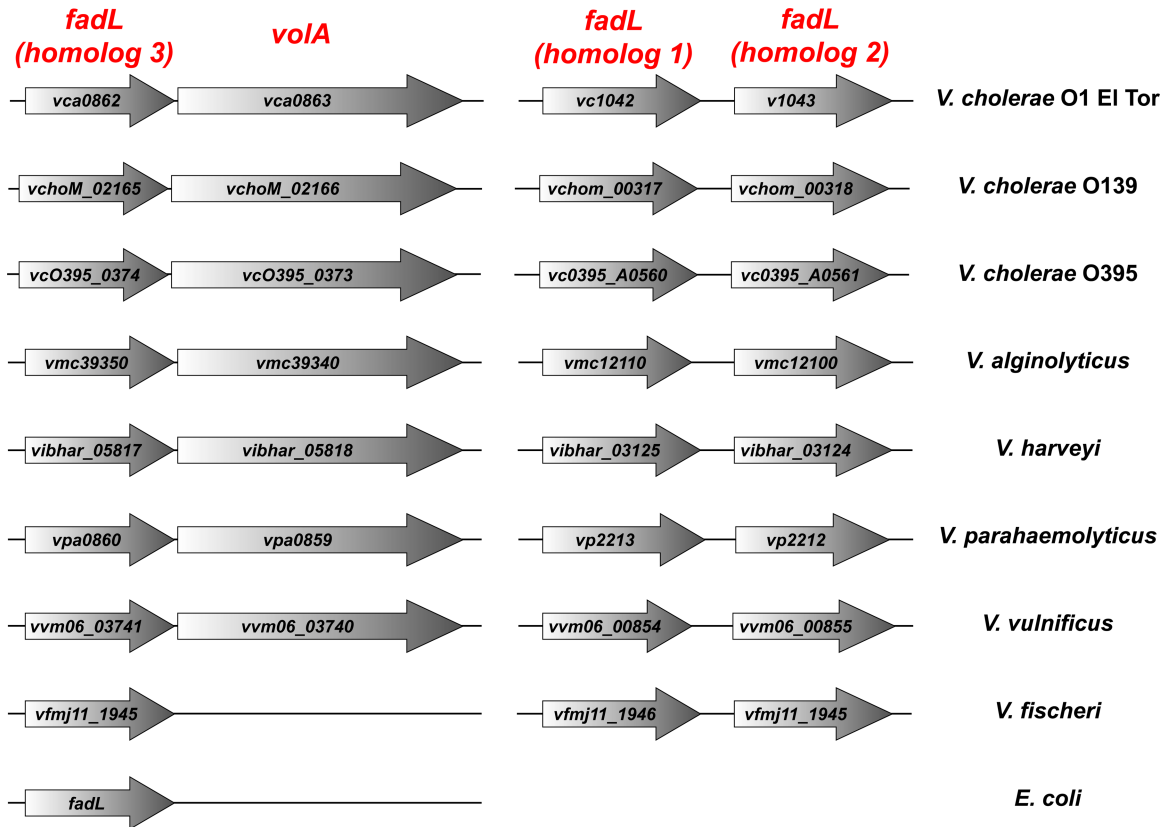 fadL (homolog 3) volA fadL (homolog 1) fadL (homolog 2)
vca0862 vca0863 vc1042 v1043 V. cholerae O1 El Tor
vchoM_02165 vchoM_02166 vchom_00317 vchom_00318 V. cholerae O139
vcO395_0374 vcO395_0373 vc0395_A0560 vc0395_A0561 V. cholerae O395
vmc39350 vmc39340 vmc12110 vmc12100 V. alginolyticus
vibhar_05817 vibhar_05818 vibhar_03125 vibhar_03124 V. harveyi
vpa0860 vpa0859 vp2213 vp2212 V. parahaemolyticus
vvm06_03741 vvm06_03740 vvm06_00854 vvm06_00855 V. vulnificus
vfmj11_1945 vfmj11_1946 vfmj11_1945 V. fischeri
fadL E. coli